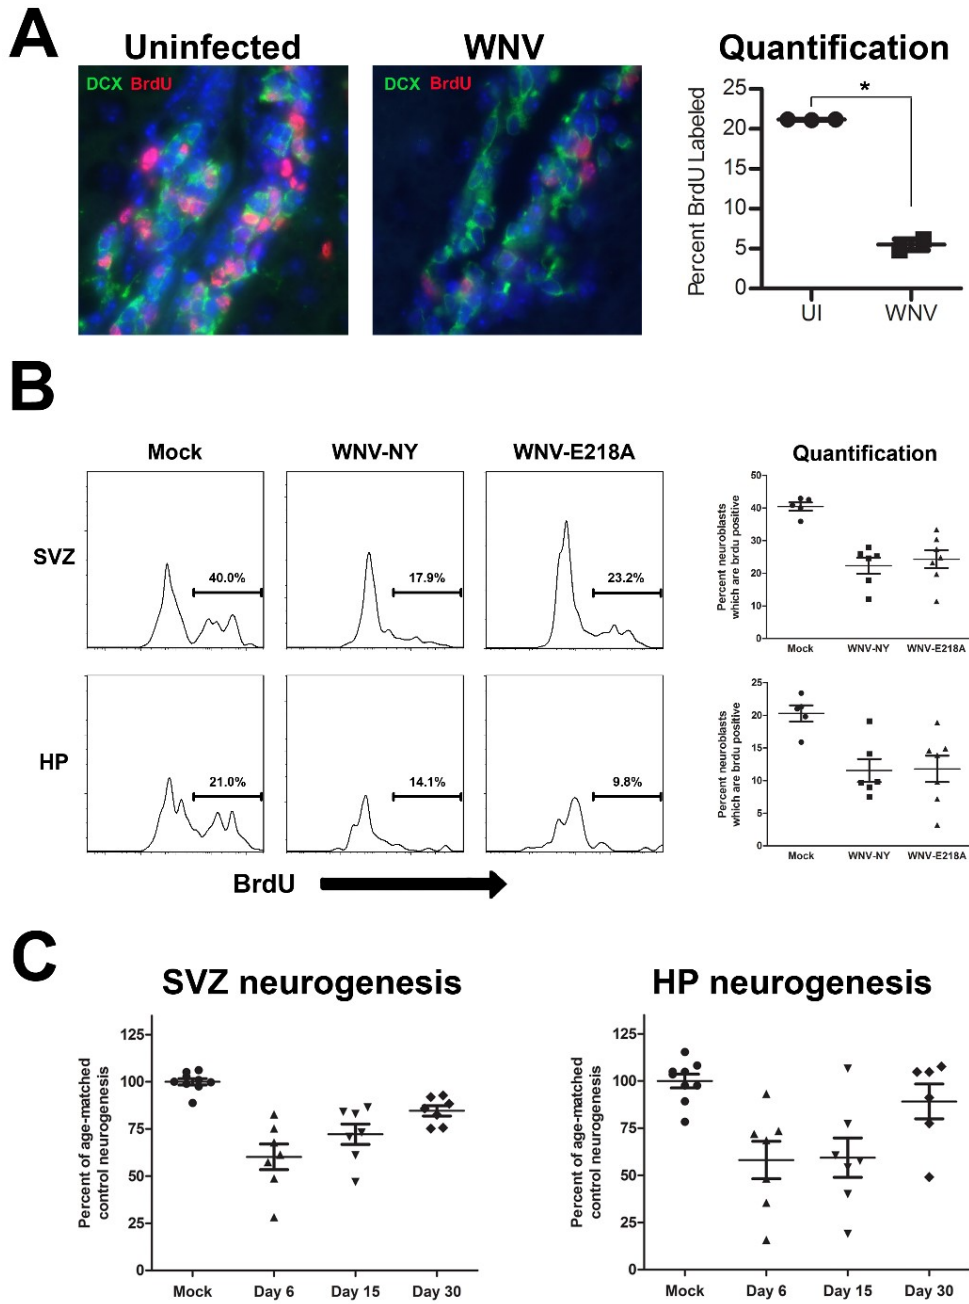 A
Uninfected
WNV
Quantification
DCX BrdU
DCX BrdU
Percent BrdU Labeled
25
20
15
10
5
0
*
UI
WNV
B
Mock
WNV-NY
WNV-E218A
Quantification
SVZ
40.0%
17.9%
23.2%
Percent neuroblasts
which are brdu positive
50
40
30
20
10
0
Mock
WNV-NY
WNV-E218A
HP
21.0%
14.1%
9.8%
Percent neuroblasts
which are brdu positive
25
20
15
10
5
0
Mock
WNV-NY
WNV-E218A
BrdU
C
SVZ neurogenesis
Percent of age-matched
control neurogenesis
125
100
75
50
25
0
Mock
Day 6
Day 15
Day 30
HP neurogenesis
Percent of age-matched
control neurogenesis
125
100
75
50
25
0
Mock
Day 6
Day 15
Day 30